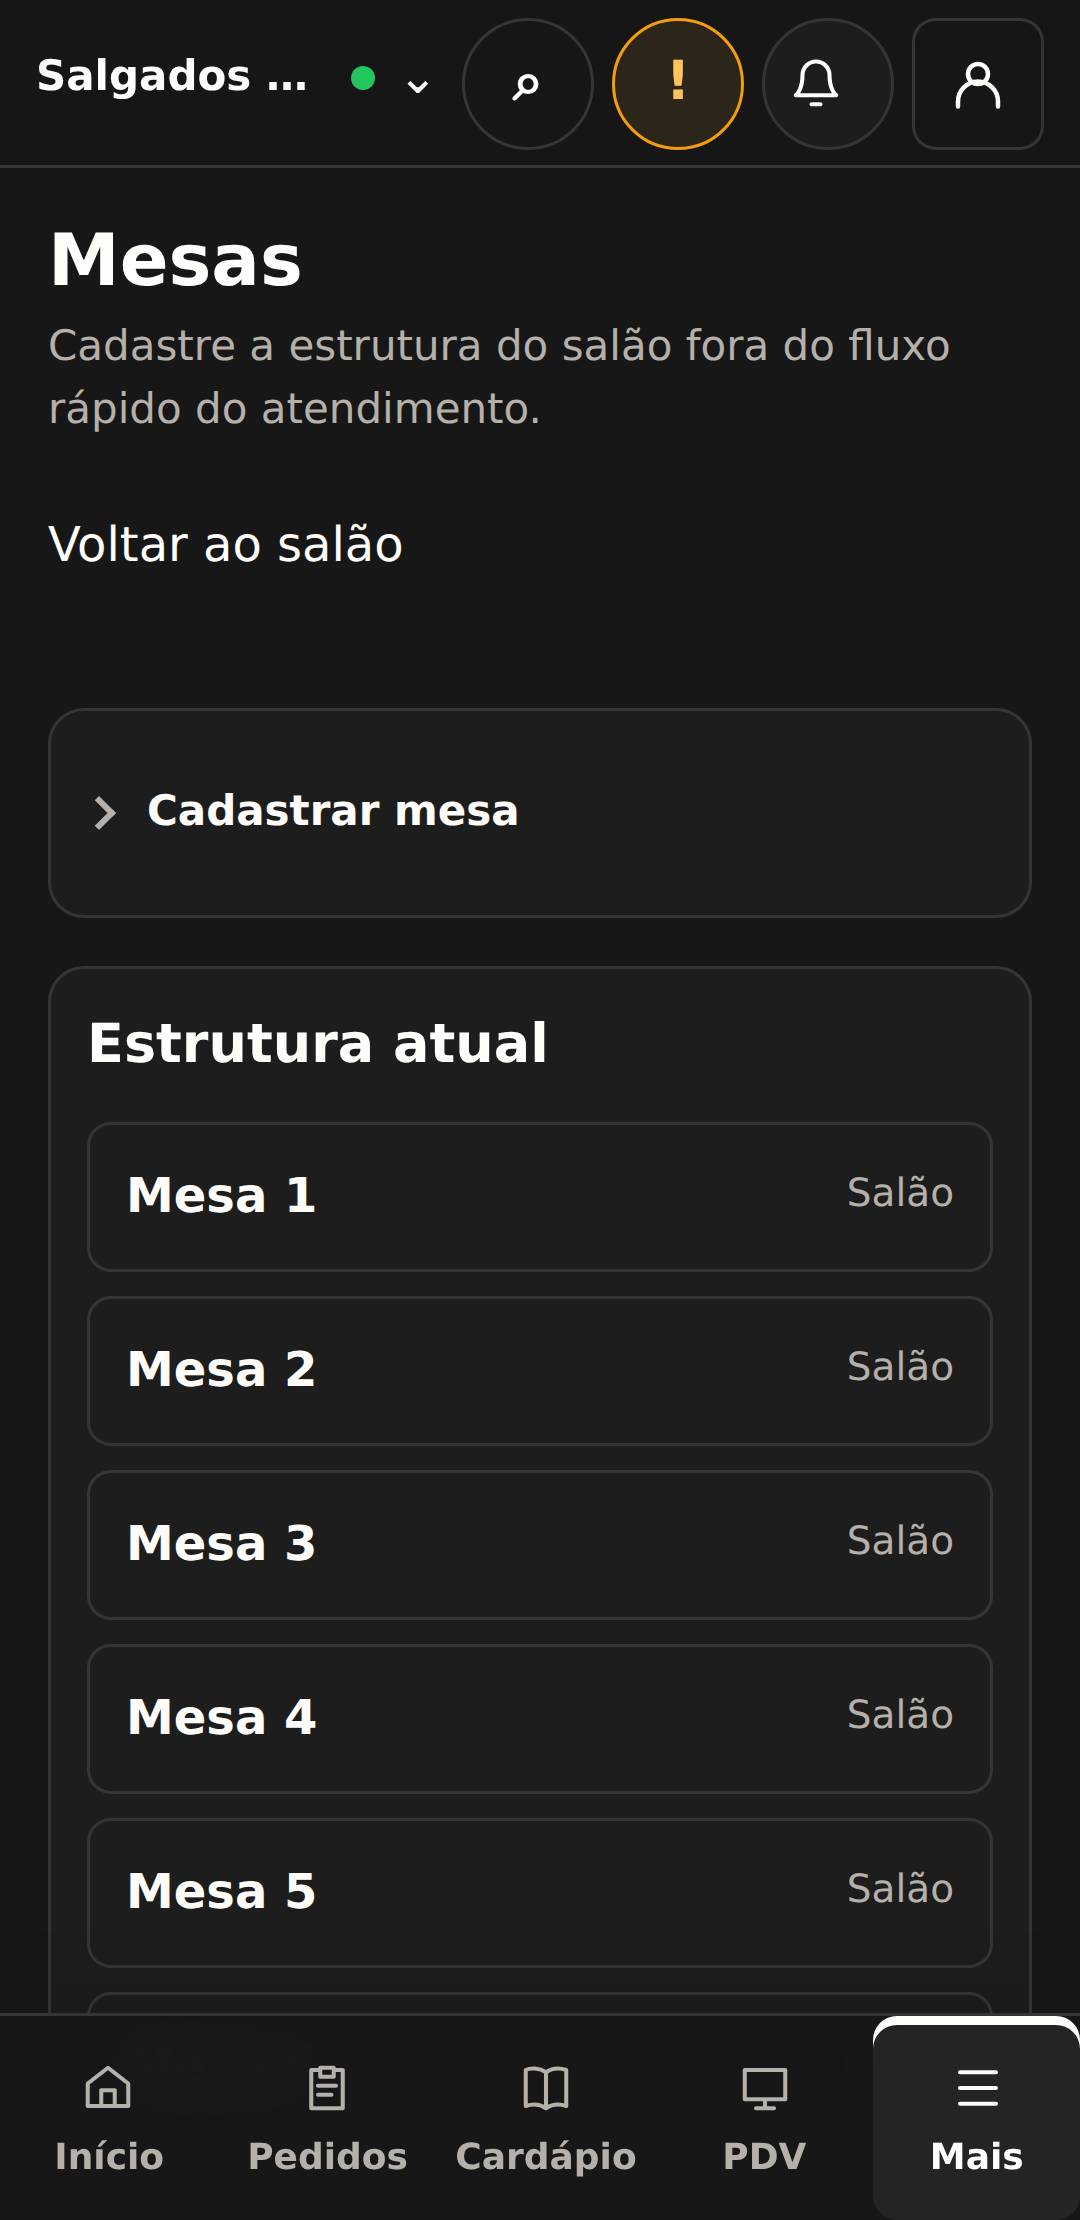 Salgados ...
!
Mesas
Cadastre a estrutura do salão fora do fluxo
rápido do atendimento.
Voltar ao salão
Cadastrar mesa
Estrutura atual
Mesa 1 Salão
Mesa 2 Salão
Mesa 3 Salão
Mesa 4 Salão
Mesa 5 Salão
Início Pedidos Cardápio PDV Mais